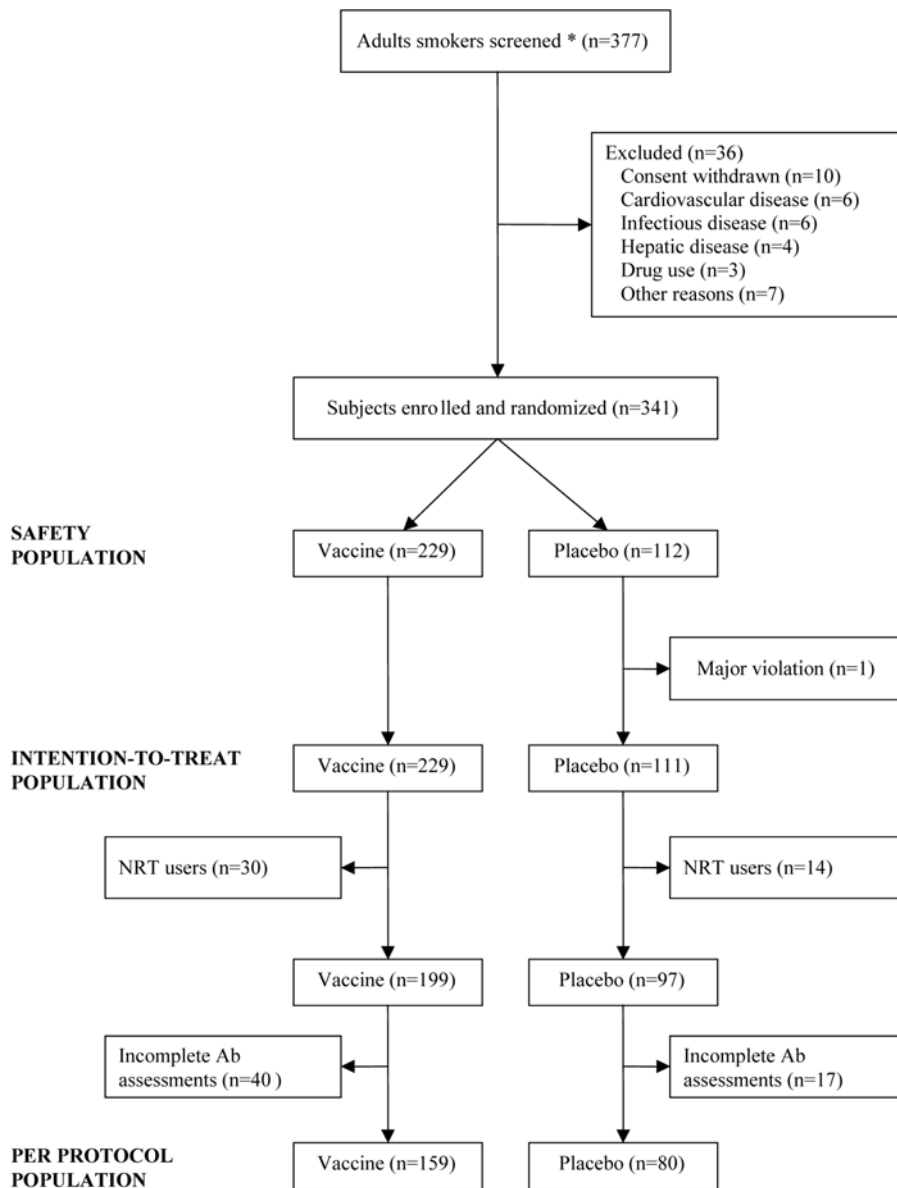 Adults smokers screened * (n=377)
Excluded (n=36)
Consent withdrawn (n=10)
Cardiovascular disease (n=6)
Infectious disease (n=6)
Hepatic disease (n=4)
Drug use (n=3)
Other reasons (n=7)
Subjects enrolled and randomized (n=341)
SAFETY
POPULATION
Vaccine (n=229)
Placebo (n=112)
Major violation (n=1)
INTENTION-TO-TREAT
POPULATION
Vaccine (n=229)
Placebo (n=111)
NRT users (n=30)
NRT users (n=14)
Vaccine (n=199)
Placebo (n=97)
Incomplete Ab
assessments (n=40 )
Incomplete Ab
assessments (n=17)
PER PROTOCOL
POPULATION
Vaccine (n=159)
Placebo (n=80)